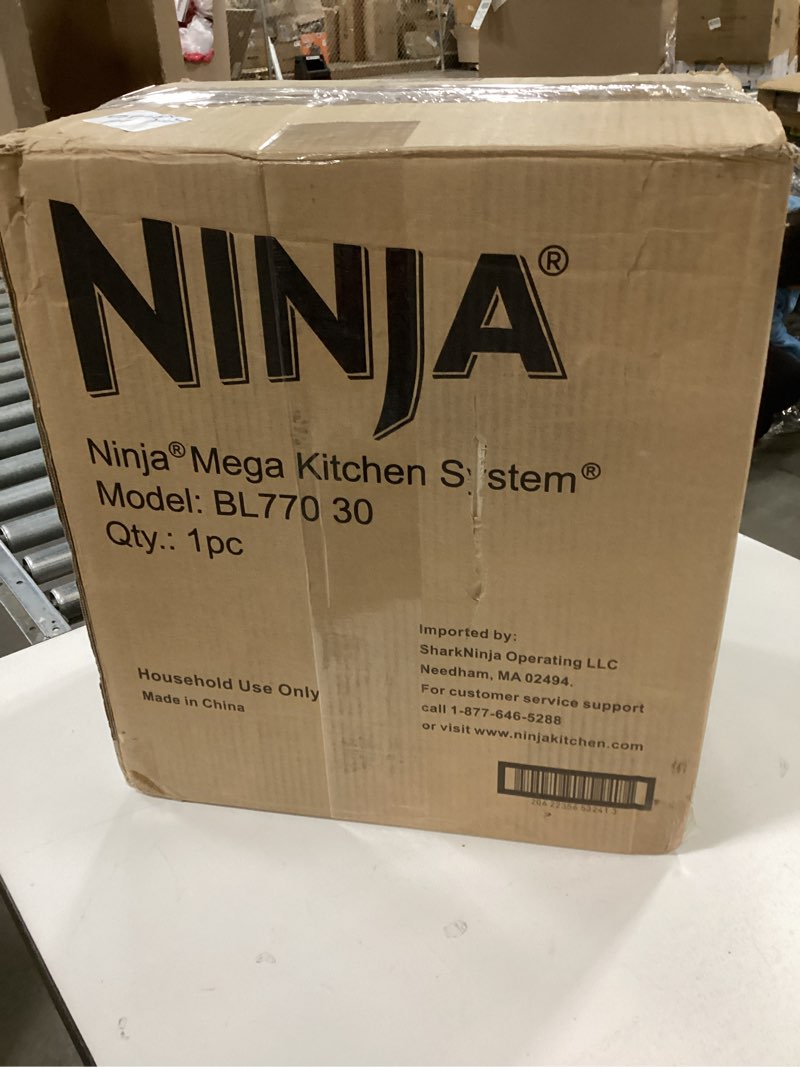 NINJA®
Ninja® Mega Kitchen System®
Model: BL770 30
Qty.: 1pc
Household Use Only
Made in China
Imported by:
SharkNinja Operating LLC
Needham, MA 02494.
For customer service support
call 1-877-646-5288
or visit www.ninjakitchen.com